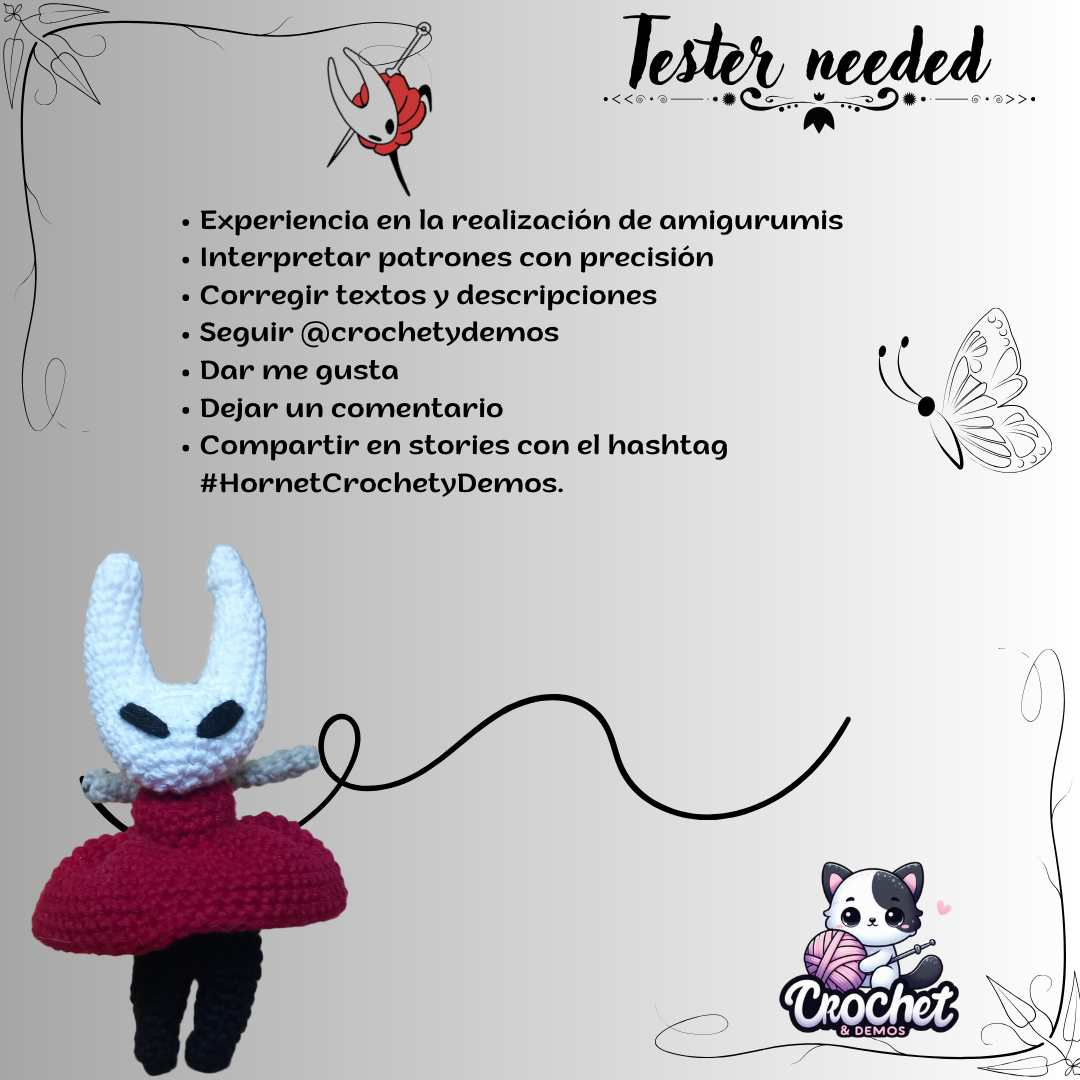 Tester needed
• Experiencia en la realización de amigurumis
• Interpretar patrones con precisión
• Corregir textos y descripciones
• Seguir @crochetydemos
• Dar me gusta
• Dejar un comentario
• Compartir en stories con el hashtag
#HornetCrochetyDemos.
Crochet
& DEMOS